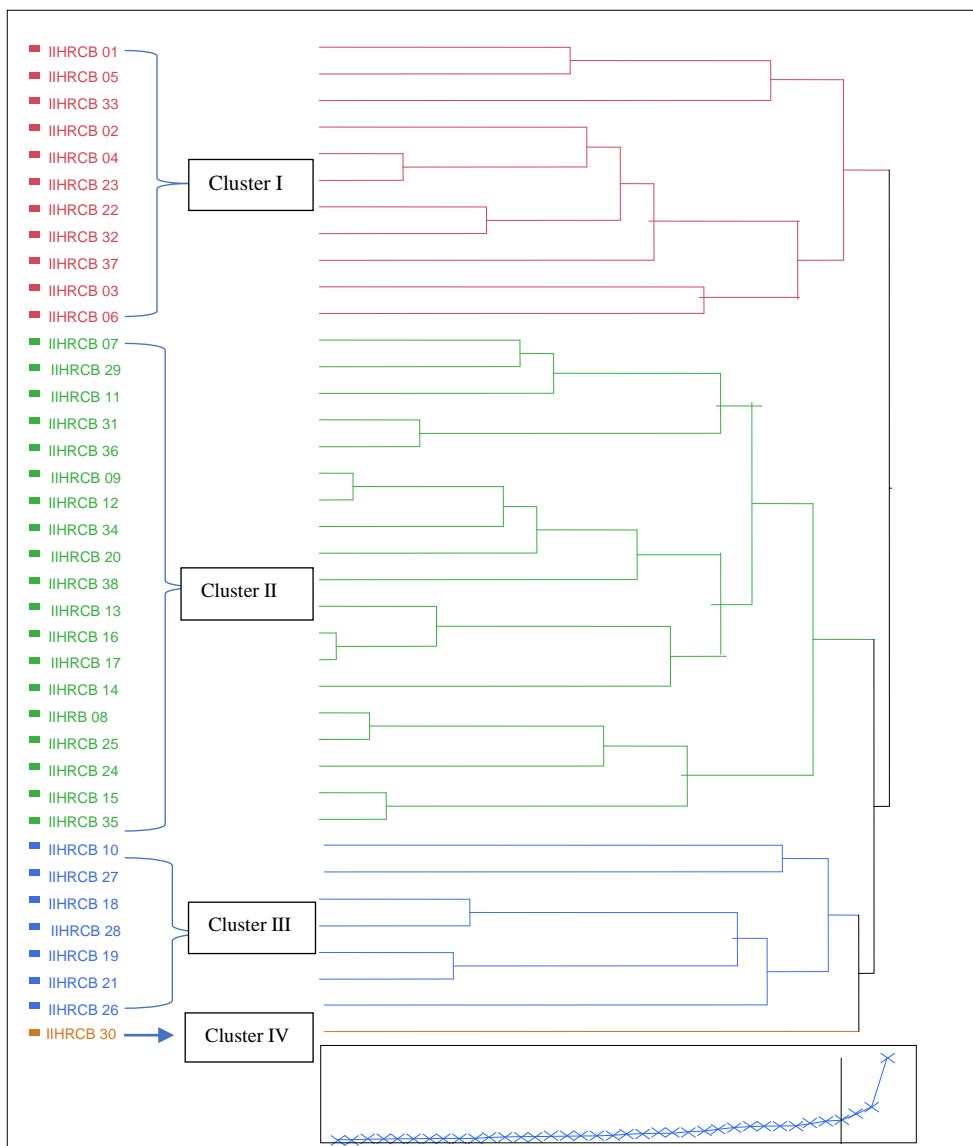 IIHRCB 01
IIHRCB 05
IIHRCB 33
IIHRCB 02
IIHRCB 04
IIHRCB 23
IIHRCB 22
IIHRCB 32
IIHRCB 37
IIHRCB 03
IIHRCB 06
Cluster I
IIHRCB 07
IIHRCB 29
IIHRCB 11
IIHRCB 31
IIHRCB 36
IIHRCB 09
IIHRCB 12
IIHRCB 34
IIHRCB 20
IIHRCB 38
IIHRCB 13
IIHRCB 16
IIHRCB 17
IIHRCB 14
IIHRB 08
IIHRCB 25
IIHRCB 24
IIHRCB 15
IIHRCB 35
Cluster II
IIHRCB 10
IIHRCB 27
IIHRCB 18
IIHRCB 28
IIHRCB 19
IIHRCB 21
IIHRCB 26
Cluster III
IIHRCB 30
Cluster IV